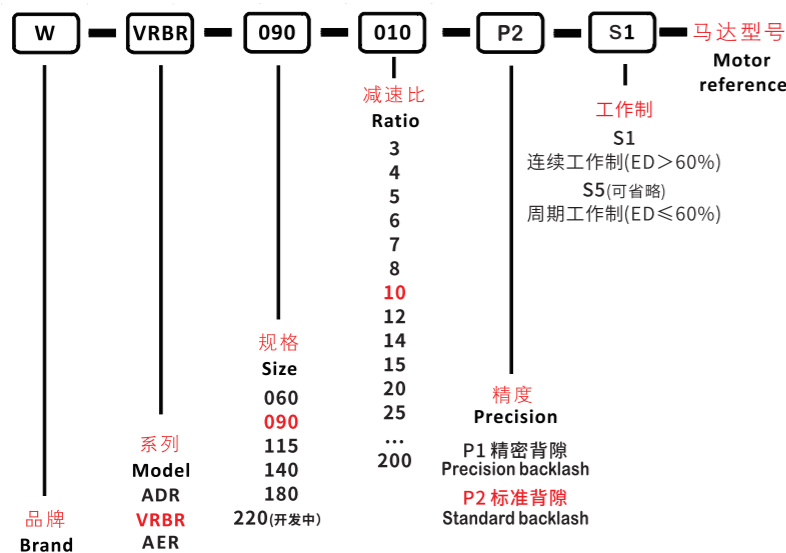 W VRBR 090 010 P2 S1 马达型号
Motor
reference
减速比
Ratio
3
4
5
6
7
8
10
12
14
15
20
25
...
200
工作制
S1
连续工作制(ED＞60%)
S5(可省略)
周期工作制(ED≤60%)
规格
Size
060
090
115
140
180
220(开发中)
精度
Precision
P1 精密背隙
Precision backlash
P2 标准背隙
Standard backlash
系列
Model
ADR
VRBR
AER
品牌
Brand